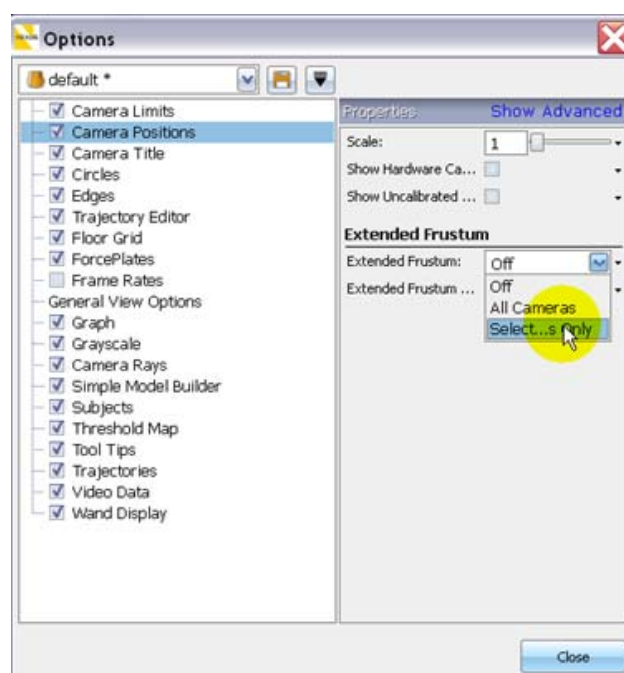 Options
default *
Camera Limits
Camera Positions
Camera Title
Circles
Edges
Trajectory Editor
Floor Grid
ForcePlates
Frame Rates
General View Options
Graph
Grayscale
Camera Rays
Simple Model Builder
Subjects
Threshold Map
Tool Tips
Trajectories
Video Data
Wand Display
Properties Show Advanced
Scale: 1
Show Hardware Ca...
Show Uncalibrated ...
Extended Frustum
Extended Frustum: Off
Extended Frustum ...
Off
All Cameras
Select...s Only
Close